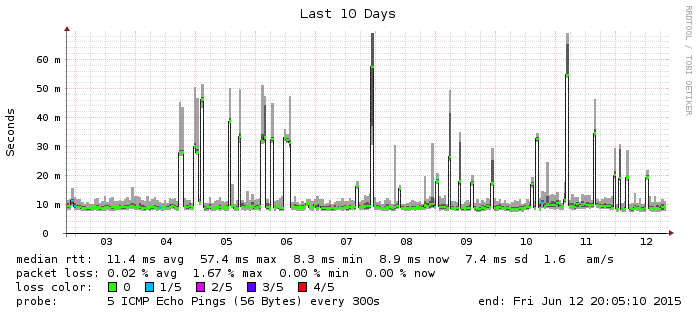 Last 10 Days
RRDTOOL / TOBI OETIKER
Seconds
60 m
50 m
40 m
30 m
20 m
10 m
0
03 04 05 06 07 08 09 10 11 12
median rtt: 11.4 ms avg 57.4 ms max 8.3 ms min 8.9 ms now 7.4 ms sd 1.6 am/s
packet loss: 0.02 % avg 1.67 % max 0.00 % min 0.00 % now
loss color: 0 1/5 2/5 3/5 4/5
probe: 5 ICMP Echo Pings (56 Bytes) every 300s end: Fri Jun 12 20:05:10 2015